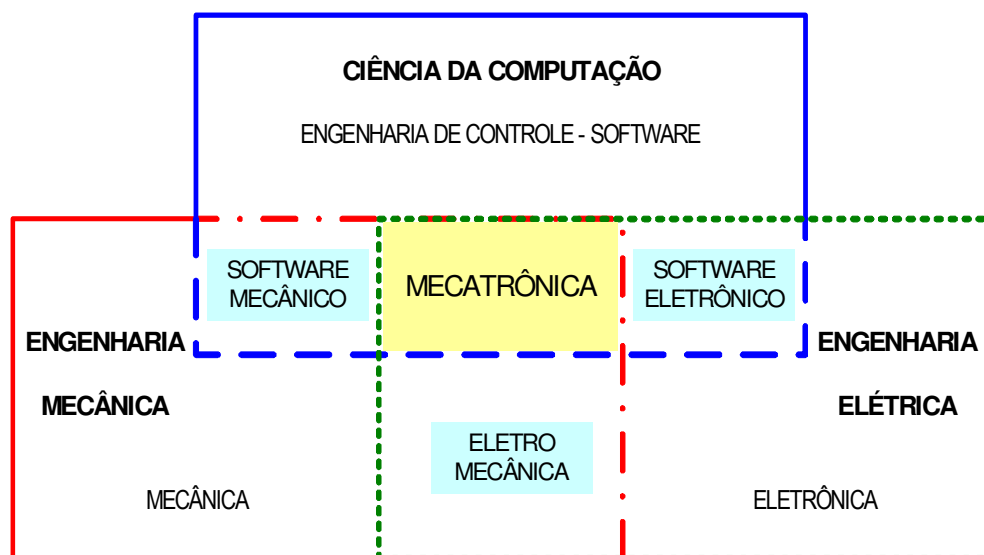 CIÊNCIA DA COMPUTAÇÃO
ENGENHARIA DE CONTROLE - SOFTWARE
SOFTWARE
MECÂNICO
MECATRÔNICA
SOFTWARE
ELETRÔNICO
ENGENHARIA
MECÂNICA
ENGENHARIA
ELÉTRICA
ELETRO
MECÂNICA
MECÂNICA
ELETRÔNICA